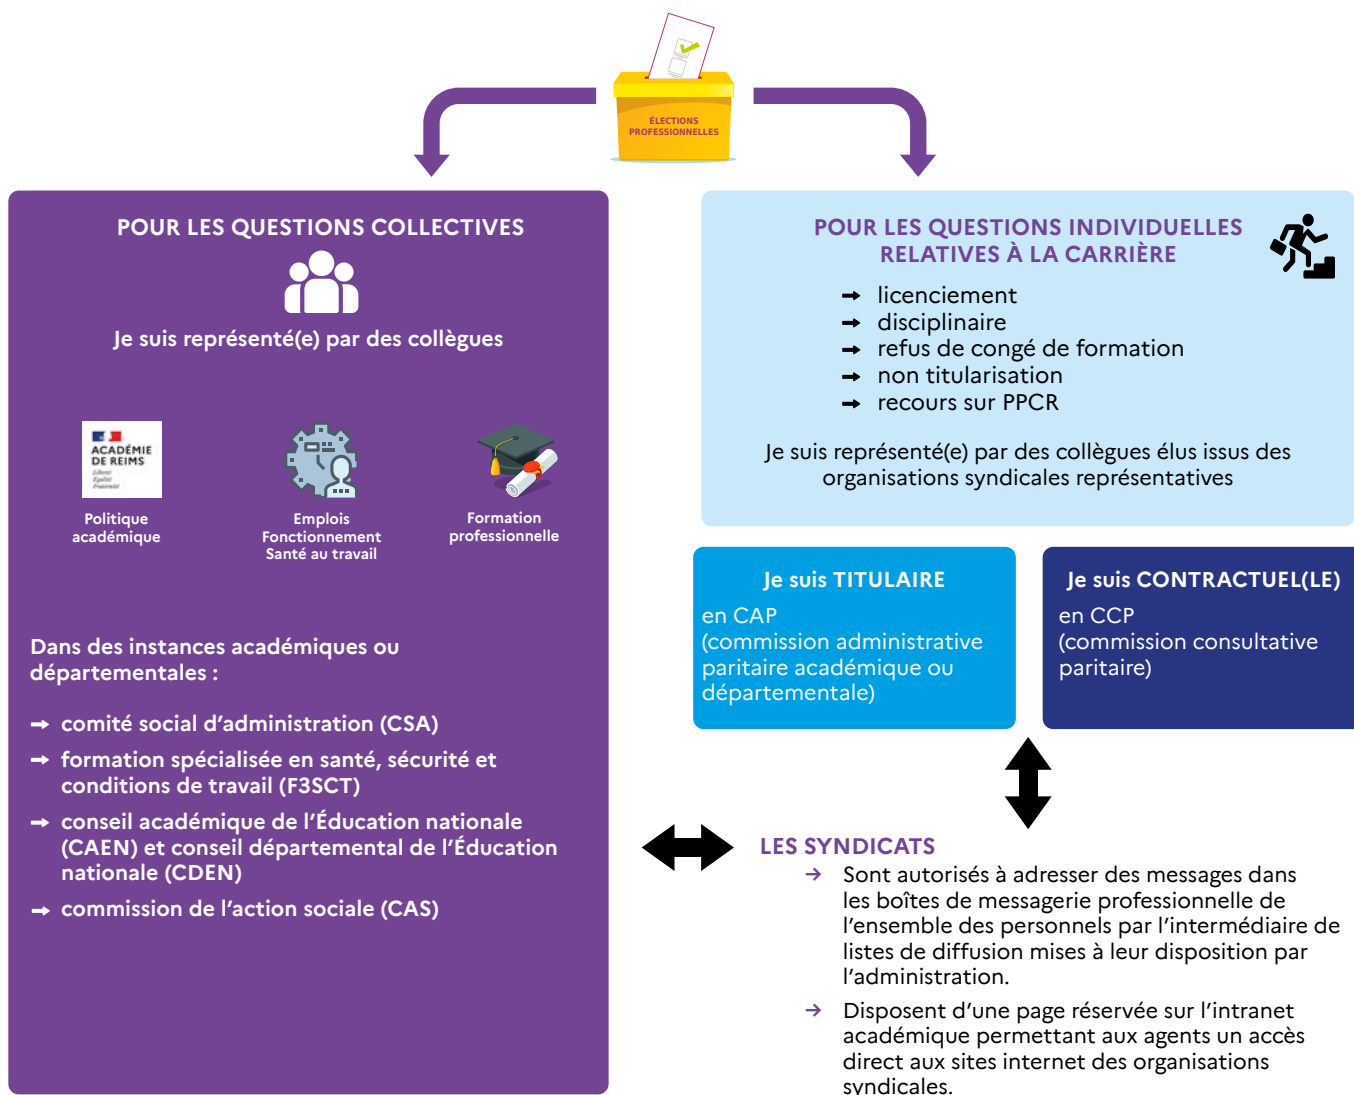 ÉLECTIONS
PROFESSIONNELLES
POUR LES QUESTIONS COLLECTIVES
Je suis représenté(e) par des collègues
ACADÉMIE
DE REIMS
Liberté
Égalité
Fraternité
Politique
académique
Emplois
Fonctionnement
Santé au travail
Formation
professionnelle
Dans des instances académiques ou
départementales :
→ comité social d'administration (CSA)
→ formation spécialisée en santé, sécurité et
conditions de travail (F3SCT)
→ conseil académique de l'Éducation nationale
(CAEN) et conseil départemental de l'Éducation
nationale (CDEN)
→ commission de l'action sociale (CAS)
POUR LES QUESTIONS INDIVIDUELLES
RELATIVES À LA CARRIÈRE
→ licenciement
→ disciplinaire
→ refus de congé de formation
→ non titularisation
→ recours sur PPCR
Je suis représenté(e) par des collègues élus issus des
organisations syndicales représentatives
Je suis TITULAIRE
en CAP
(commission administrative
paritaire académique ou
départementale)
Je suis CONTRACTUEL(LE)
en CCP
(commission consultative
paritaire)
LES SYNDICATS
→ Sont autorisés à adresser des messages dans
les boîtes de messagerie professionnelle de
l'ensemble des personnels par l'intermédiaire de
listes de diffusion mises à leur disposition par
l'administration.
→ Disposent d'une page réservée sur l'intranet
académique permettant aux agents un accès
direct aux sites internet des organisations
syndicales.